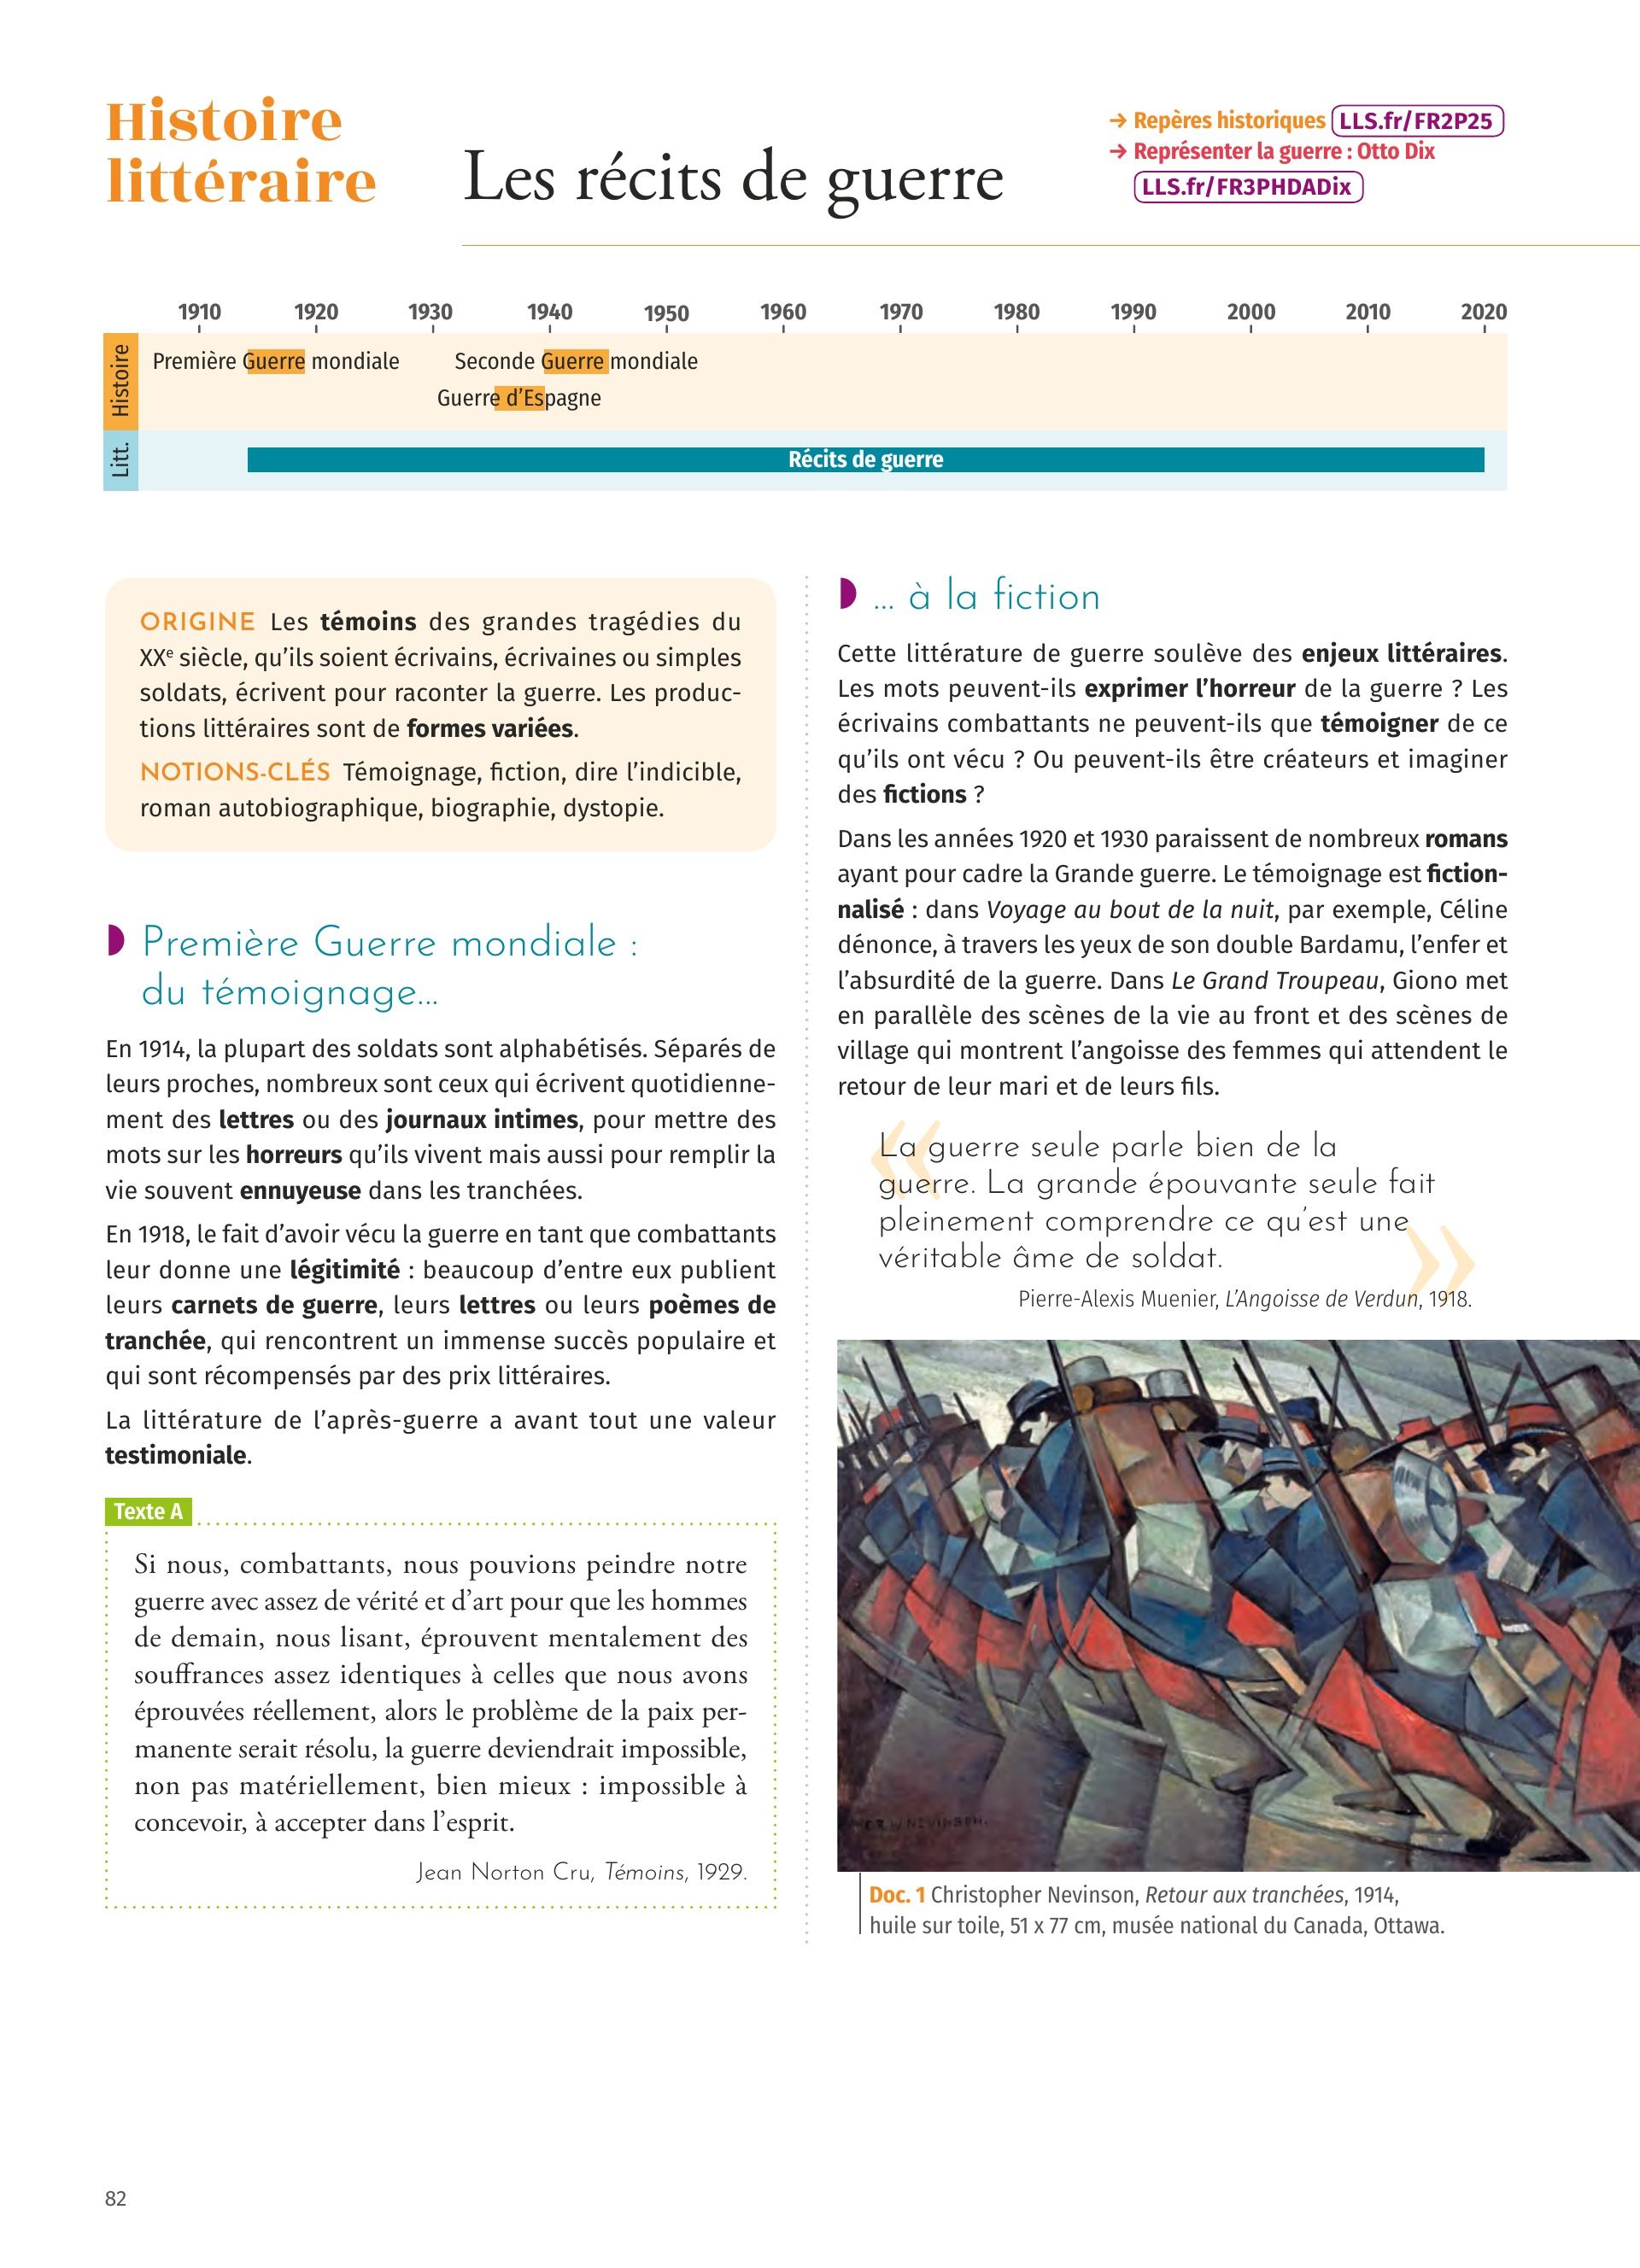 Histoire
littéraire
Les récits de guerre
→ Repères historiques LLS.fr/FR2P25
→ Représenter la guerre : Otto Dix
LLS.fr/FR3PHDADix
1910 1920 1930 1940 1950 1960 1970 1980 1990 2000 2010 2020
Histoire
Première Guerre mondiale Seconde Guerre mondiale
Guerre d'Espagne
Litt.
Récits de guerre
ORIGINE Les témoins des grandes tragédies du
XXe siècle, qu'ils soient écrivains, écrivaines ou simples
soldats, écrivent pour raconter la guerre. Les produc-
tions littéraires sont de formes variées.
NOTIONS-CLÉS Témoignage, fiction, dire l'indicible,
roman autobiographique, biographie, dystopie.
Première Guerre mondiale :
du témoignage...
En 1914, la plupart des soldats sont alphabétisés. Séparés de
leurs proches, nombreux sont ceux qui écrivent quotidienne-
ment des lettres ou des journaux intimes, pour mettre des
mots sur les horreurs qu'ils vivent mais aussi pour remplir la
vie souvent ennuyeuse dans les tranchées.
En 1918, le fait d'avoir vécu la guerre en tant que combattants
leur donne une légitimité : beaucoup d'entre eux publient
leurs carnets de guerre, leurs lettres ou leurs poèmes de
tranchée, qui rencontrent un immense succès populaire et
qui sont récompensés par des prix littéraires.
La littérature de l'après-guerre a avant tout une valeur
testimoniale.
Texte A
Si nous, combattants, nous pouvions peindre notre
guerre avec assez de vérité et d'art pour que les hommes
de demain, nous lisant, éprouvent mentalement des
souffrances assez identiques à celles que nous avons
éprouvées réellement, alors le problème de la paix per-
manente serait résolu, la guerre deviendrait impossible,
non pas matériellement, bien mieux : impossible à
concevoir, à accepter dans l'esprit.
Jean Norton Cru, Témoins, 1929.
... à la fiction
Cette littérature de guerre soulève des enjeux littéraires.
Les mots peuvent-ils exprimer l'horreur de la guerre ? Les
écrivains combattants ne peuvent-ils que témoigner de ce
qu'ils ont vécu ? Ou peuvent-ils être créateurs et imaginer
des fictions ?
Dans les années 1920 et 1930 paraissent de nombreux romans
ayant pour cadre la Grande guerre. Le témoignage est fiction-
nalisé : dans Voyage au bout de la nuit, par exemple, Céline
dénonce, à travers les yeux de son double Bardamu, l'enfer et
l'absurdité de la guerre. Dans Le Grand Troupeau, Giono met
en parallèle des scènes de la vie au front et des scènes de
village qui montrent l'angoisse des femmes qui attendent le
retour de leur mari et de leurs fils.
« La guerre seule parle bien de la
guerre. La grande épouvante seule fait
pleinement comprendre ce qu'est une
véritable âme de soldat. »
Pierre-Alexis Muenier, L'Angoisse de Verdun, 1918.
C.R.W. NEVINSON.
Doc. 1 Christopher Nevinson, Retour aux tranchées, 1914,
huile sur toile, 51 x 77 cm, musée national du Canada, Ottawa.
82